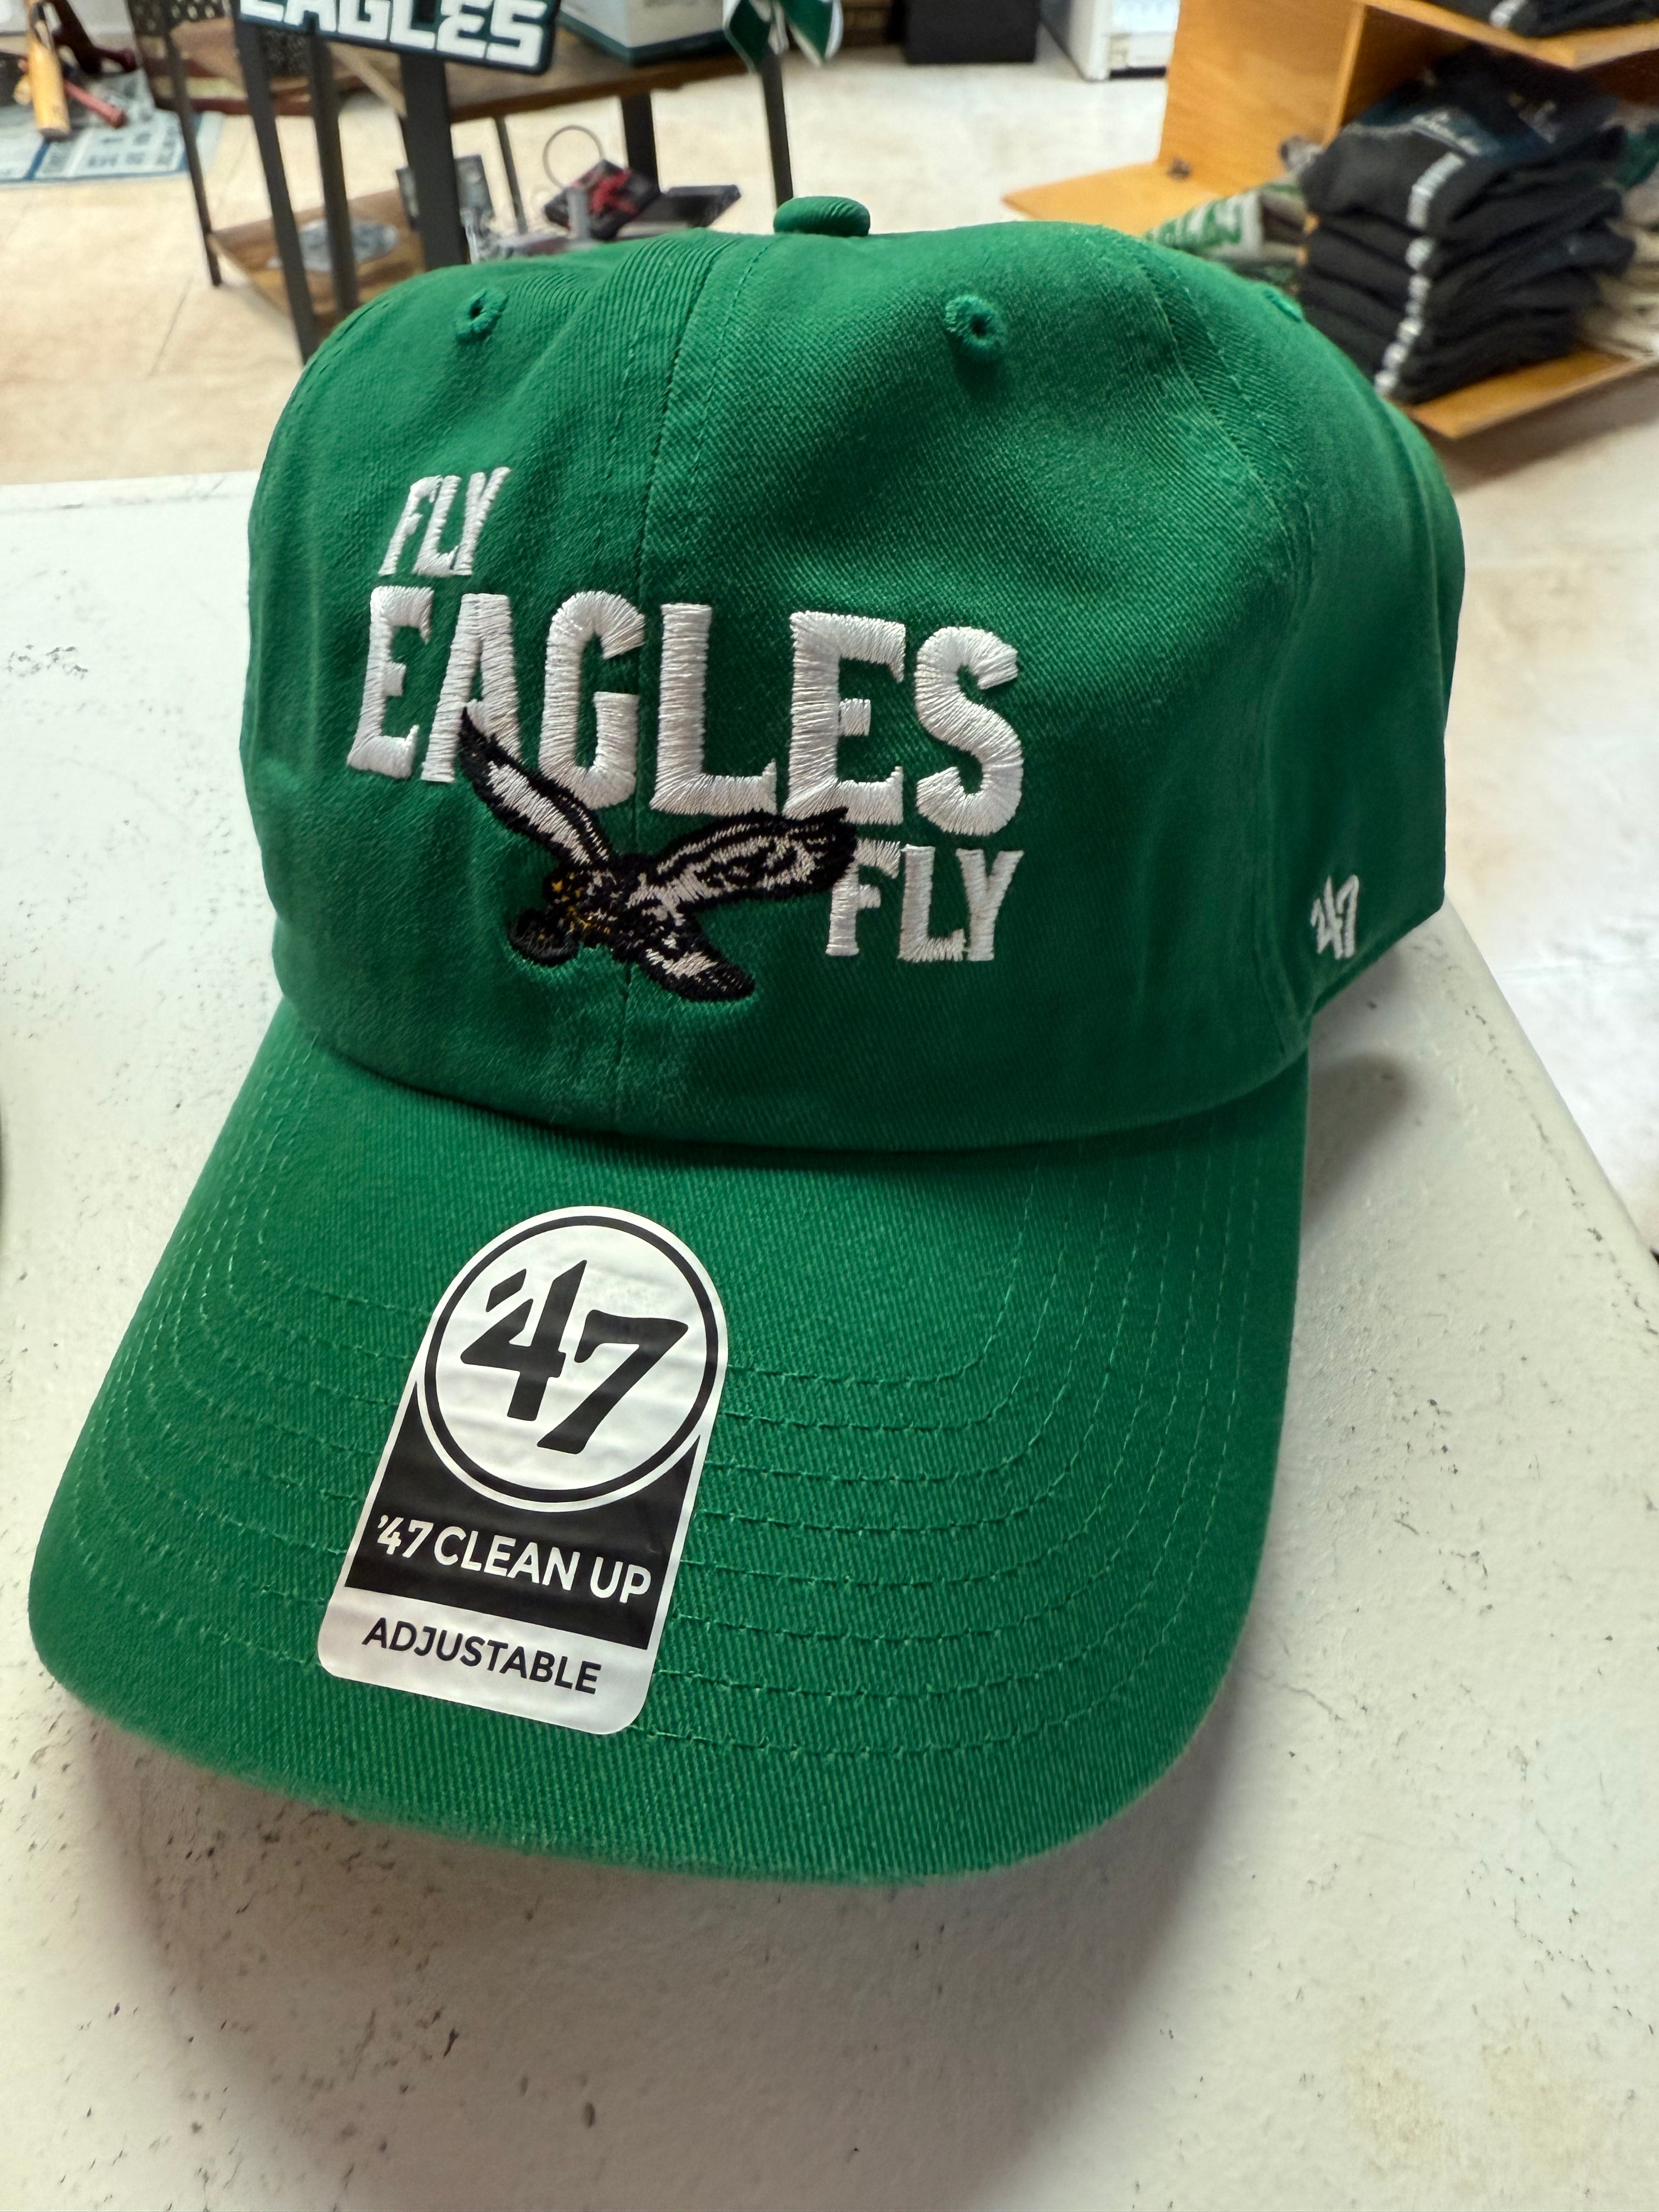 EAGLES
FLY
EAGLES
FLY
'47
'47
'47 CLEAN UP
ADJUSTABLE